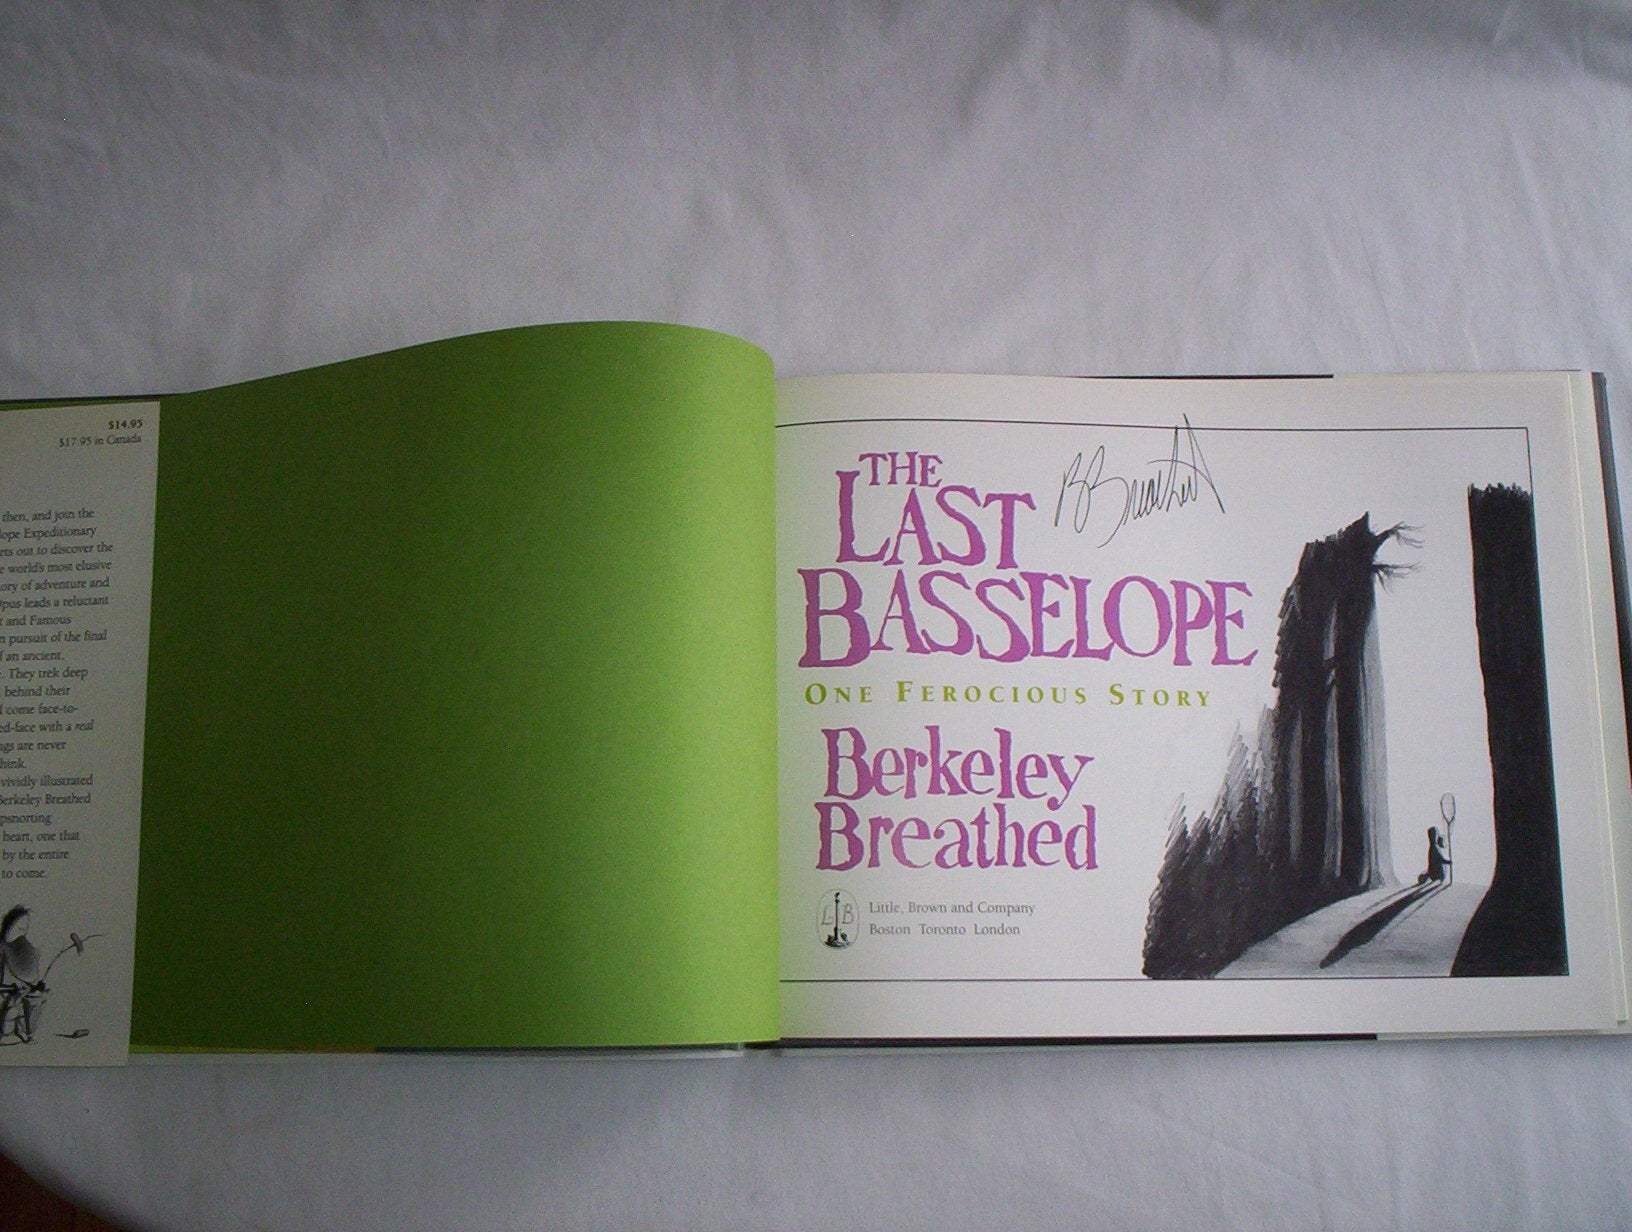 $14.95
$17.95 in Canada
then, and join the
lope Expeditionary
ets out to discover the
e world's most elusive
ory of adventure and
Opus leads a reluctant
t and Famous
n pursuit of the final
f an ancient,
. They trek deep
behind their
d come face-to-
ed-face with a real
ngs are never
hink.
vividly illustrated
Berkeley Breathed
psnorting
heart, one that
by the entire
to come.
THE
LAST
BASSELOPE
ONE FEROCIOUS STORY
Berkeley
Breathed
L B
Little, Brown and Company
Boston Toronto London
BBreathed